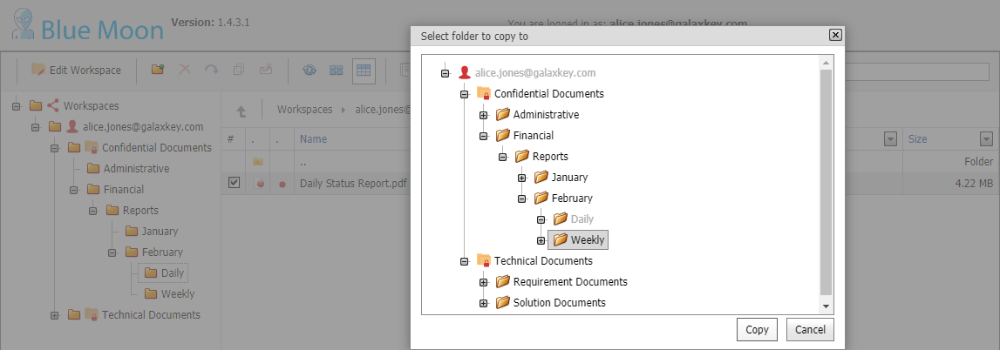 Blue Moon
Version: 1.4.3.1
You are logged in as: alice.jones@galaxkey.com
Edit Workspace
Workspaces
alice.jones@galaxkey.com
Confidential Documents
Administrative
Financial
Reports
January
February
Daily
Weekly
Technical Documents
Workspaces alice.jones@
# . . Name Size
.. Folder
Daily Status Report.pdf 4.22 MB
Select folder to copy to
alice.jones@galaxkey.com
Confidential Documents
Administrative
Financial
Reports
January
February
Daily
Weekly
Technical Documents
Requirement Documents
Solution Documents
Copy Cancel